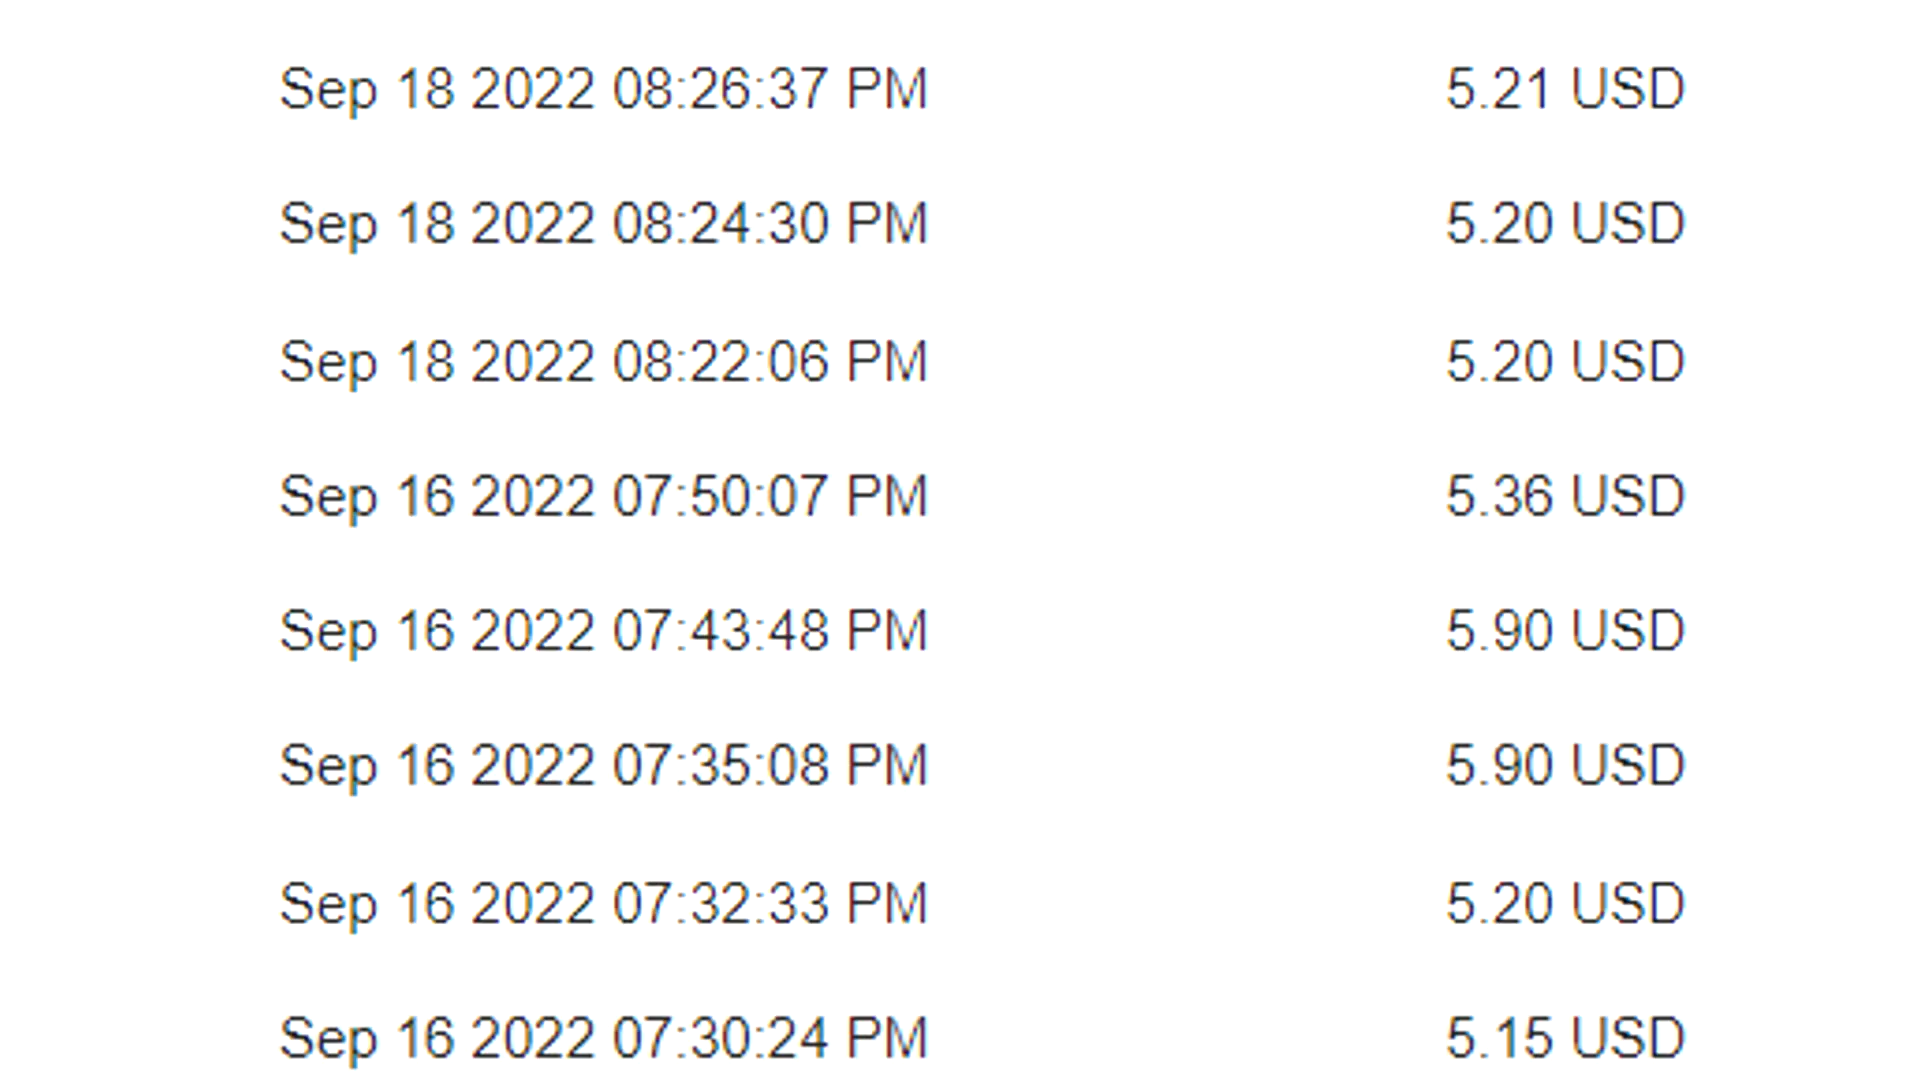 Sep 18 2022 08:26:37 PM 5.21 USD
Sep 18 2022 08:24:30 PM 5.20 USD
Sep 18 2022 08:22:06 PM 5.20 USD
Sep 16 2022 07:50:07 PM 5.36 USD
Sep 16 2022 07:43:48 PM 5.90 USD
Sep 16 2022 07:35:08 PM 5.90 USD
Sep 16 2022 07:32:33 PM 5.20 USD
Sep 16 2022 07:30:24 PM 5.15 USD